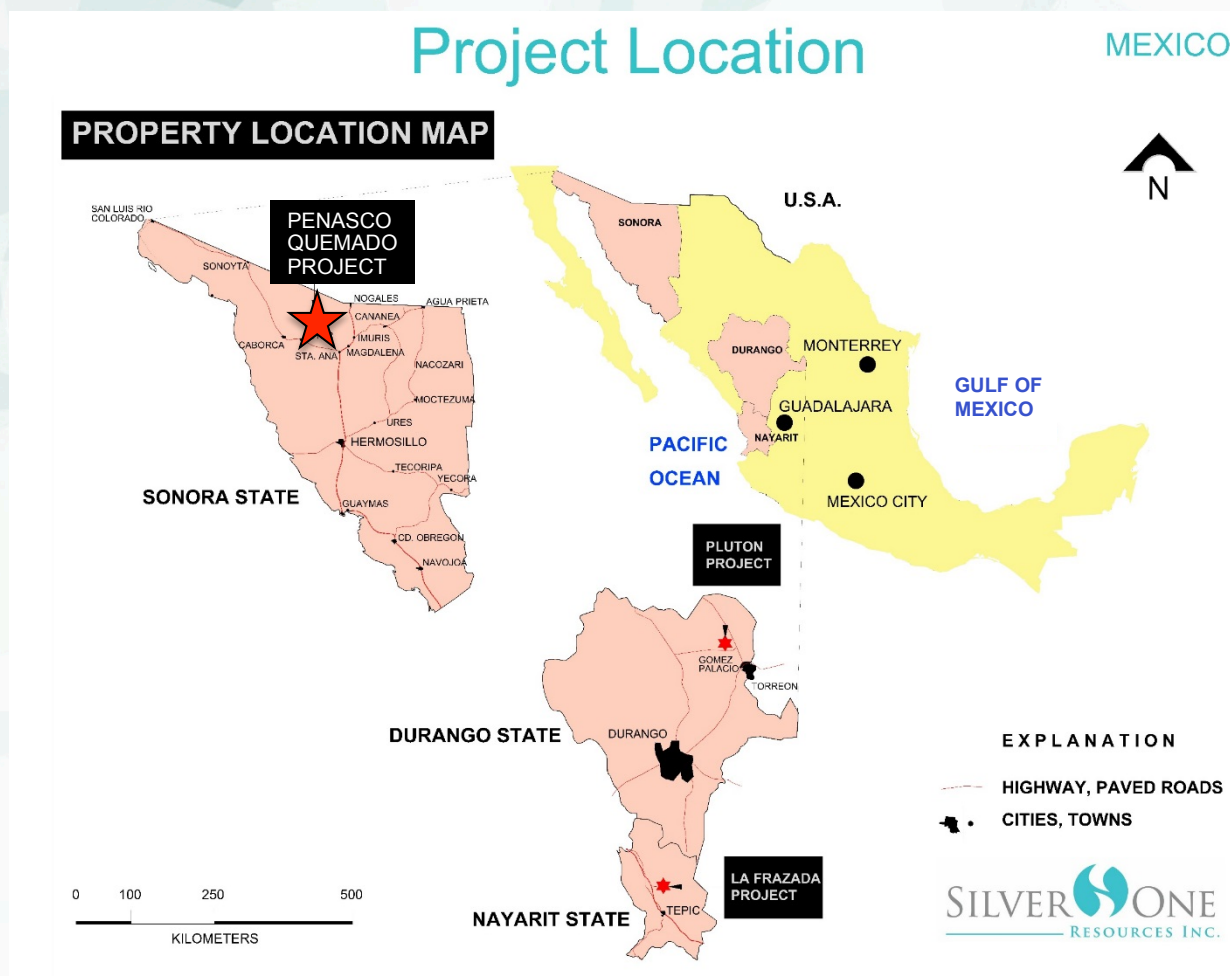 Project Location
MEXICO
PROPERTY LOCATION MAP
N
SAN LUIS RIO
COLORADO
PENASCO
QUEMADO
PROJECT
SONOYTA
NOGALES
AGUA PRIETA
CANANEA
CABORCA
IMURIS
STA. ANA
MAGDALENA
NACOZARI
MOCTEZUMA
URES
HERMOSILLO
TECORIPA
YECORA
SONORA STATE
GUAYMAS
CD. OBREGON
NAVOJOA
U.S.A.
SONORA
DURANGO
MONTERREY
GUADALAJARA
NAYARIT
GULF OF
MEXICO
PACIFIC
OCEAN
MEXICO CITY
PLUTON
PROJECT
GOMEZ
PALACIO
TORREON
DURANGO STATE
DURANGO
LA FRAZADA
PROJECT
NAYARIT STATE
TEPIC
EXPLANATION
HIGHWAY, PAVED ROADS
CITIES, TOWNS
0 100 250 500
KILOMETERS
SILVER ONE
RESOURCES INC.